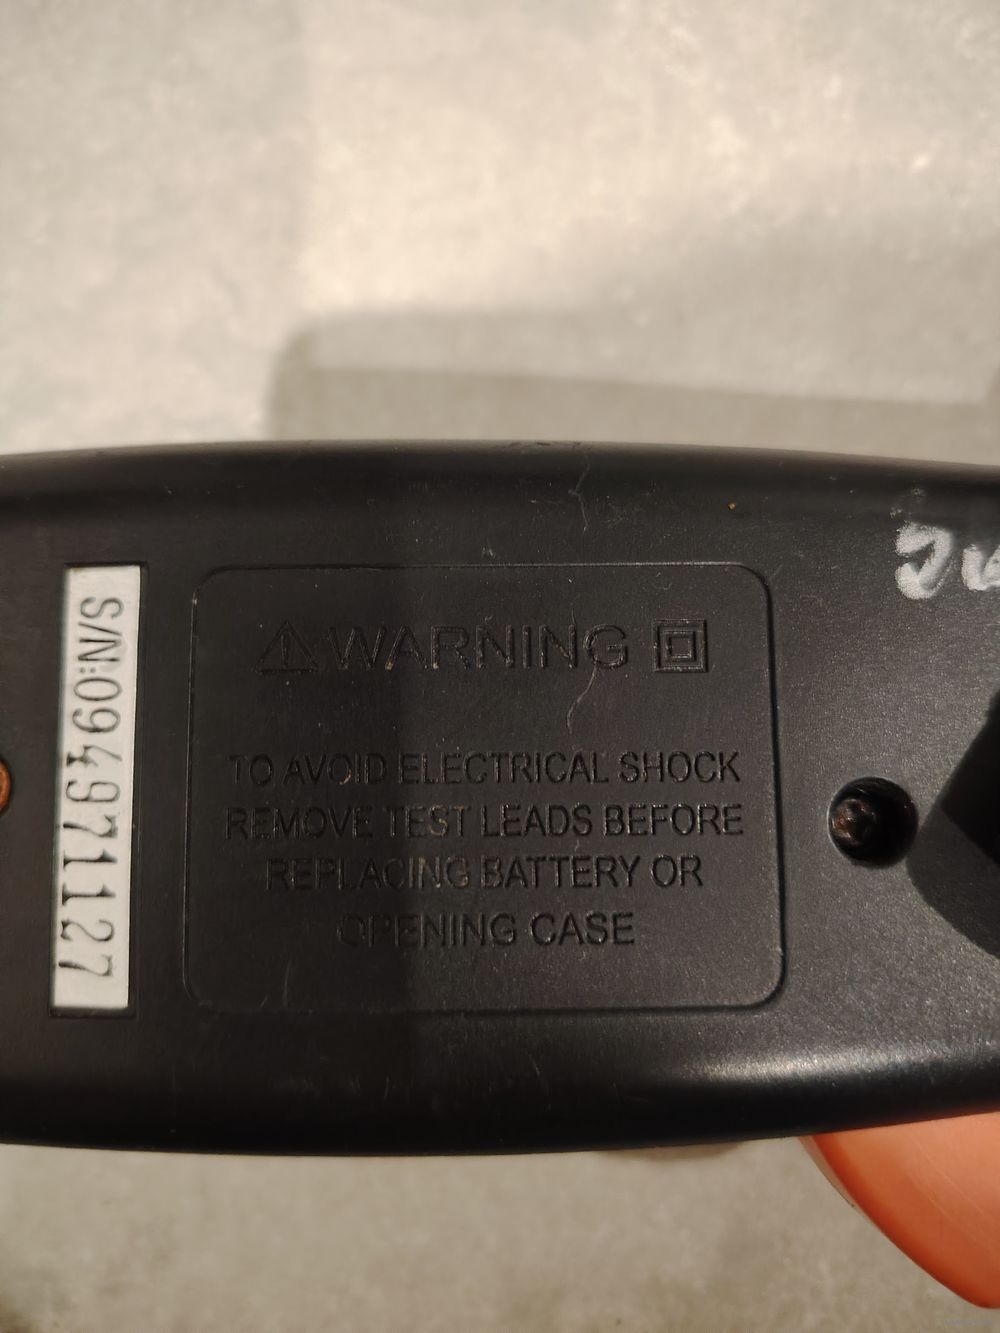 S/N:09497​1127
WARNING
TO AVOID ELECTRICAL SHOCK
REMOVE TEST LEADS BEFORE
REPLACING BATTERY OR
OPENING CASE